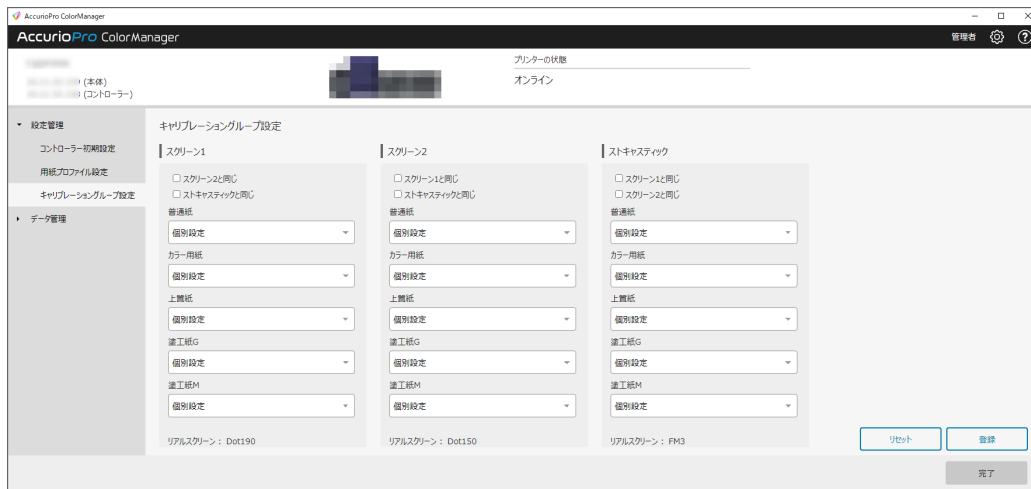 AccurioPro ColorManager
AccurioPro ColorManager
管理者
(本体)
(コントローラー)
プリンターの状態
オンライン
設定管理
コントローラー初期設定
用紙プロファイル設定
キャリブレーショングループ設定
データ管理
キャリブレーショングループ設定
スクリーン1
スクリーン2と同じ
ストキャスティックと同じ
普通紙
個別設定
カラー用紙
個別設定
上質紙
個別設定
塗工紙G
個別設定
塗工紙M
個別設定
リアルスクリーン : Dot190
スクリーン2
スクリーン1と同じ
ストキャスティックと同じ
普通紙
個別設定
カラー用紙
個別設定
上質紙
個別設定
塗工紙G
個別設定
塗工紙M
個別設定
リアルスクリーン : Dot150
ストキャスティック
スクリーン1と同じ
スクリーン2と同じ
普通紙
個別設定
カラー用紙
個別設定
上質紙
個別設定
塗工紙G
個別設定
塗工紙M
個別設定
リアルスクリーン : FM3
リセット
登録
完了